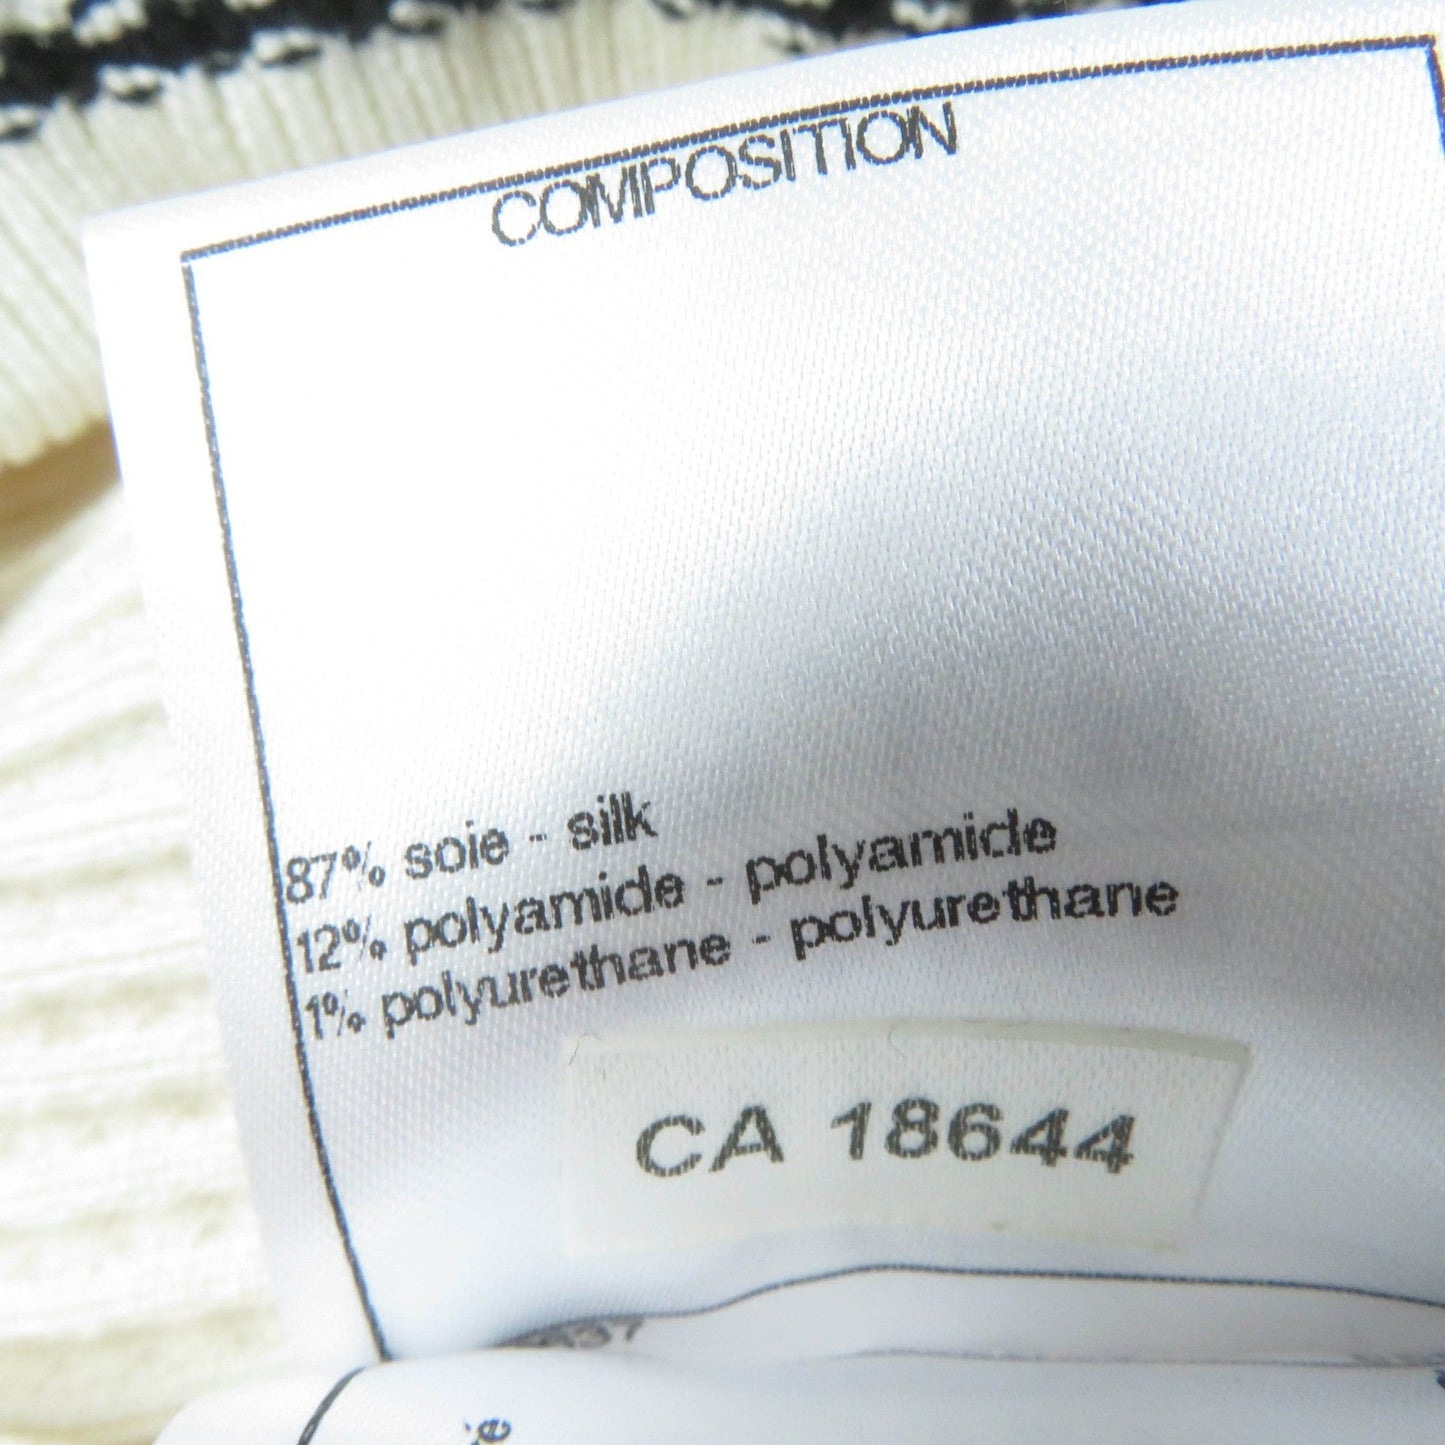 COMPOSITION
87% soie - silk
12% polyamide - polyamide
1% polyurethane - polyurethane
CA 18644